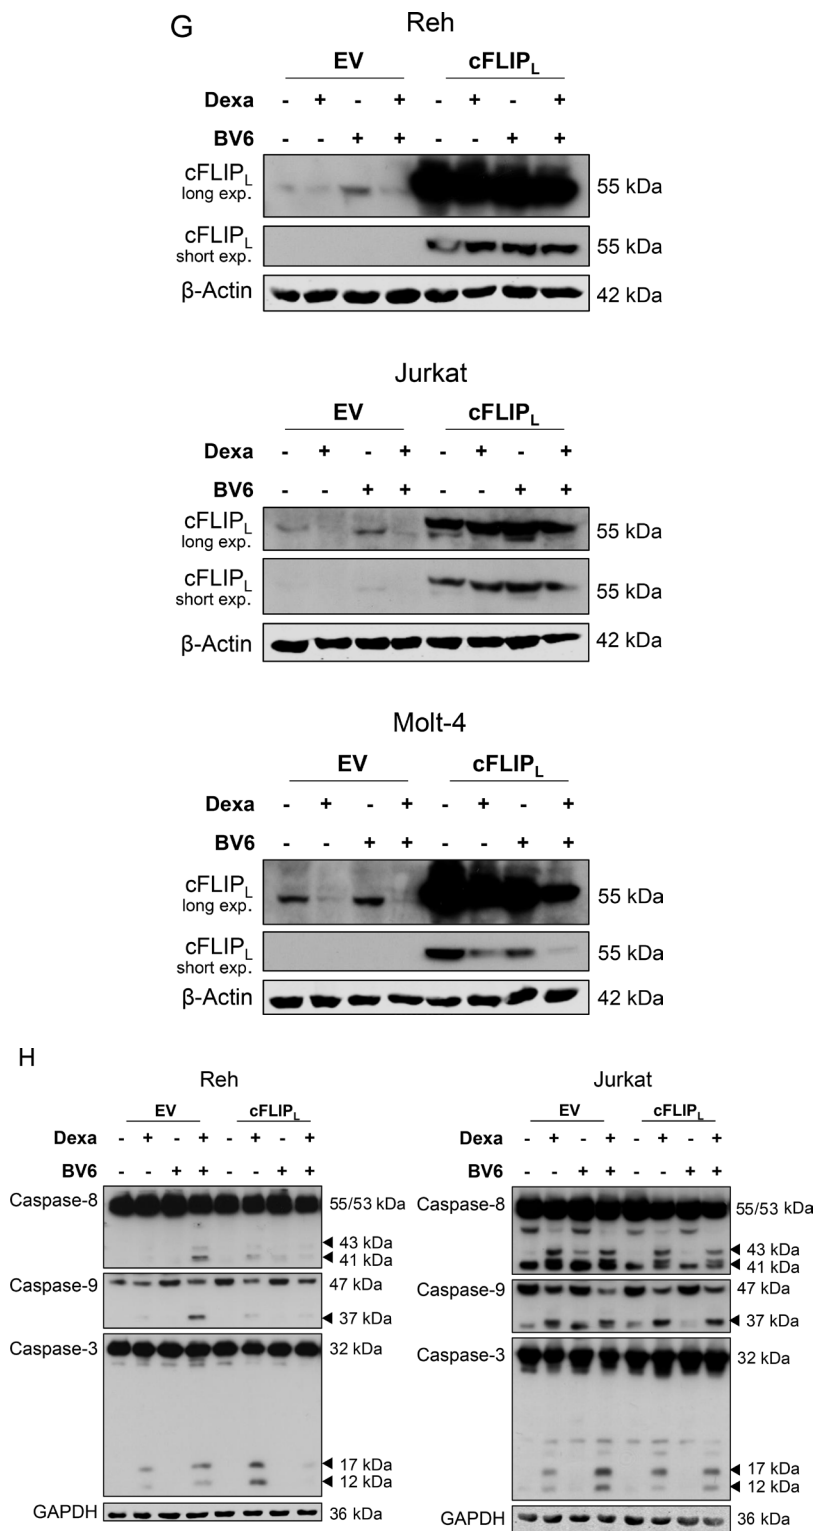 G
Reh
EV cFLIPL
Dexa - + - + - + - +
BV6 - - + + - - + +
cFLIPL long exp. 55 kDa
cFLIPL short exp. 55 kDa
β-Actin 42 kDa
Jurkat
EV cFLIPL
Dexa - + - + - + - +
BV6 - - + + - - + +
cFLIPL long exp. 55 kDa
cFLIPL short exp. 55 kDa
β-Actin 42 kDa
Molt-4
EV cFLIPL
Dexa - + - + - + - +
BV6 - - + + - - + +
cFLIPL long exp. 55 kDa
cFLIPL short exp. 55 kDa
β-Actin 42 kDa
H
Reh
EV cFLIPL
Dexa - + - + - + - +
BV6 - - + + - - + +
Caspase-8 55/53 kDa
43 kDa
41 kDa
Caspase-9 47 kDa
37 kDa
Caspase-3 32 kDa
17 kDa
12 kDa
GAPDH 36 kDa
Jurkat
EV cFLIPL
Dexa - + - + - + - +
BV6 - - + + - - + +
Caspase-8 55/53 kDa
43 kDa
41 kDa
Caspase-9 47 kDa
37 kDa
Caspase-3 32 kDa
17 kDa
12 kDa
GAPDH 36 kDa